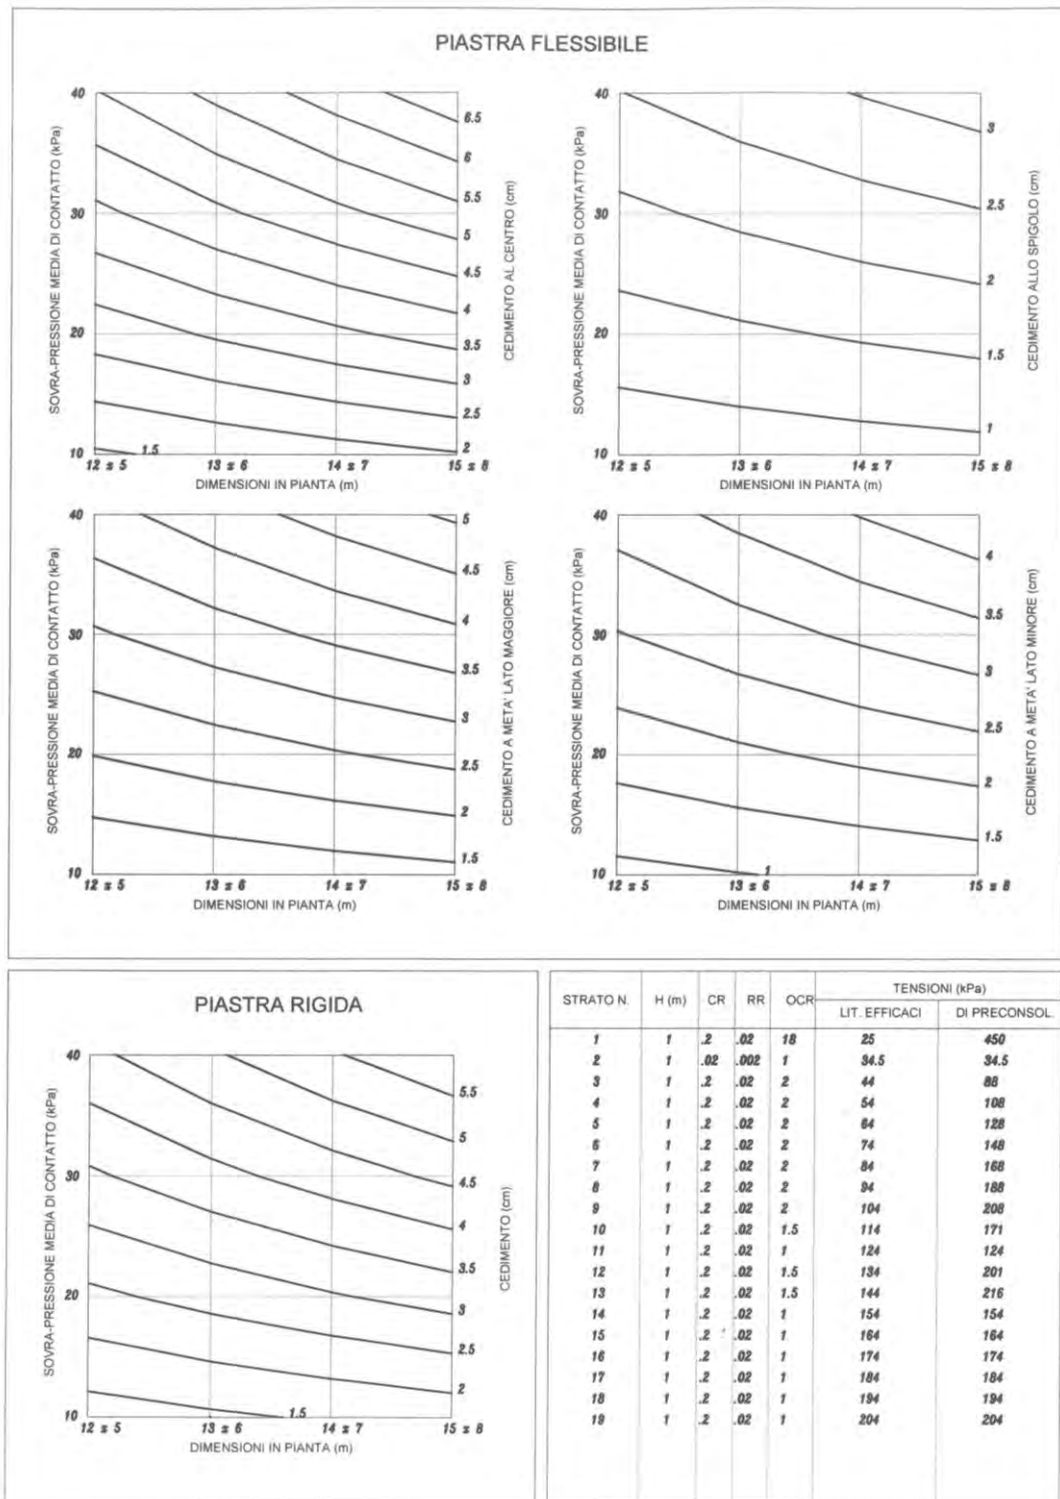 PIASTRA FLESSIBILE
SOVRA-PRESSIONE MEDIA DI CONTATTO (kPa)
40
30
20
10
6.5
6
5.5
5
4.5
4
3.5
3
2.5
2
1.5
CEDIMENTO AL CENTRO (cm)
12 x 5 13 x 6 14 x 7 15 x 8
DIMENSIONI IN PIANTA (m)
SOVRA-PRESSIONE MEDIA DI CONTATTO (kPa)
40
30
20
10
3
2.5
2
1.5
1
CEDIMENTO ALLO SPIGOLO (cm)
12 x 5 13 x 6 14 x 7 15 x 8
DIMENSIONI IN PIANTA (m)
SOVRA-PRESSIONE MEDIA DI CONTATTO (kPa)
40
30
20
10
5
4.5
4
3.5
3
2.5
2
1.5
CEDIMENTO A META' LATO MAGGIORE (cm)
12 x 5 13 x 6 14 x 7 15 x 8
DIMENSIONI IN PIANTA (m)
SOVRA-PRESSIONE MEDIA DI CONTATTO (kPa)
40
30
20
10
4
3.5
3
2.5
2
1.5
1
CEDIMENTO A META' LATO MINORE (cm)
12 x 5 13 x 6 14 x 7 15 x 8
DIMENSIONI IN PIANTA (m)
PIASTRA RIGIDA
SOVRA-PRESSIONE MEDIA DI CONTATTO (kPa)
40
30
20
10
5.5
5
4.5
4
3.5
3
2.5
2
1.5
CEDIMENTO (cm)
12 x 5 13 x 6 14 x 7 15 x 8
DIMENSIONI IN PIANTA (m)
STRATO N. H (m) CR RR OCR TENSIONI (kPa)
LIT. EFFICACI DI PRECONSOL.
1 1 .2 .02 18 25 450
2 1 .02 .002 1 34.5 34.5
3 1 .2 .02 2 44 88
4 1 .2 .02 2 54 108
5 1 .2 .02 2 64 128
6 1 .2 .02 2 74 148
7 1 .2 .02 2 84 168
8 1 .2 .02 2 94 188
9 1 .2 .02 2 104 208
10 1 .2 .02 1.5 114 171
11 1 .2 .02 1 124 124
12 1 .2 .02 1.5 134 201
13 1 .2 .02 1.5 144 216
14 1 .2 .02 1 154 154
15 1 .2 .02 1 164 164
16 1 .2 .02 1 174 174
17 1 .2 .02 1 184 184
18 1 .2 .02 1 194 194
19 1 .2 .02 1 204 204